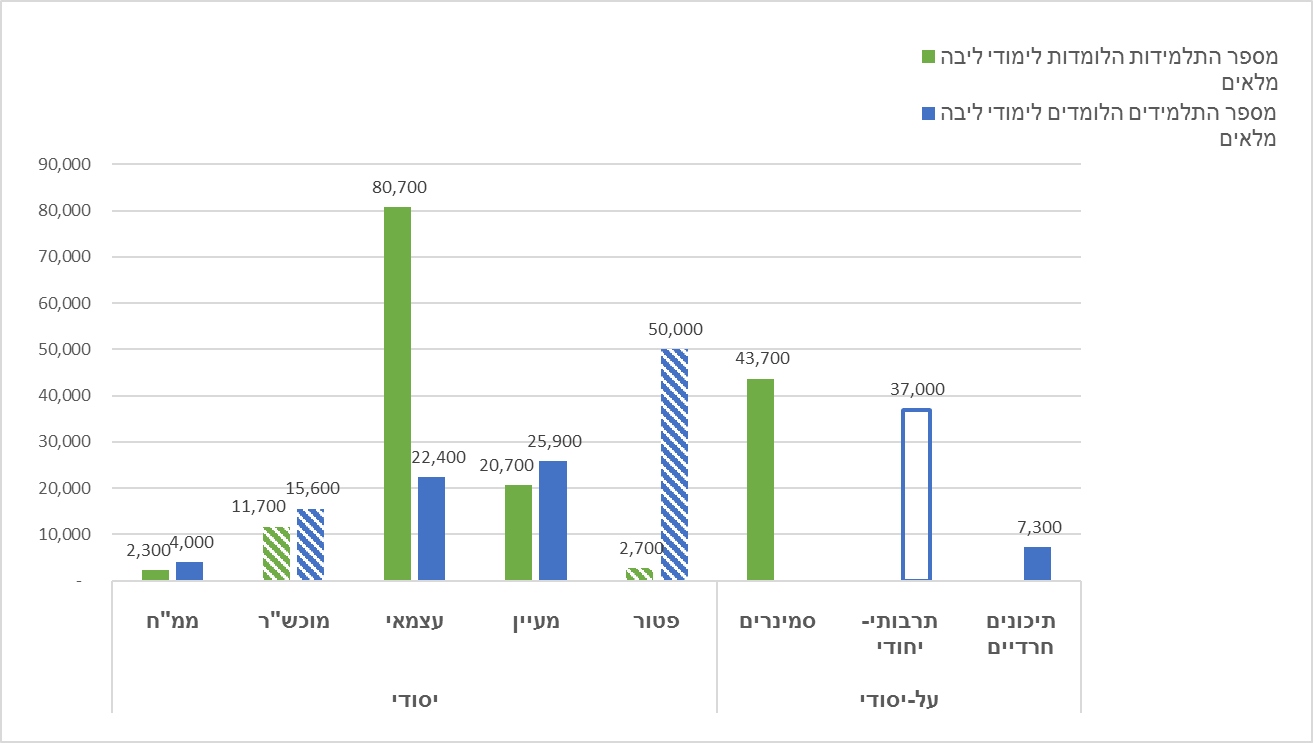 מספר התלמידות הלומדות לימודי ליבה
מלאים
מספר התלמידים הלומדים לימודי ליבה
מלאים
90,000
80,000
70,000
60,000
50,000
40,000
30,000
20,000
10,000
-
2,300
4,000
11,700
15,600
80,700
22,400
20,700
25,900
2,700
50,000
43,700
37,000
7,300
ממ"ח
מוכש"ר
עצמאי
מעיין
פטור
סמינרים
תרבותי-
יחודי
תיכונים
חרדיים
יסודי
על-יסודי